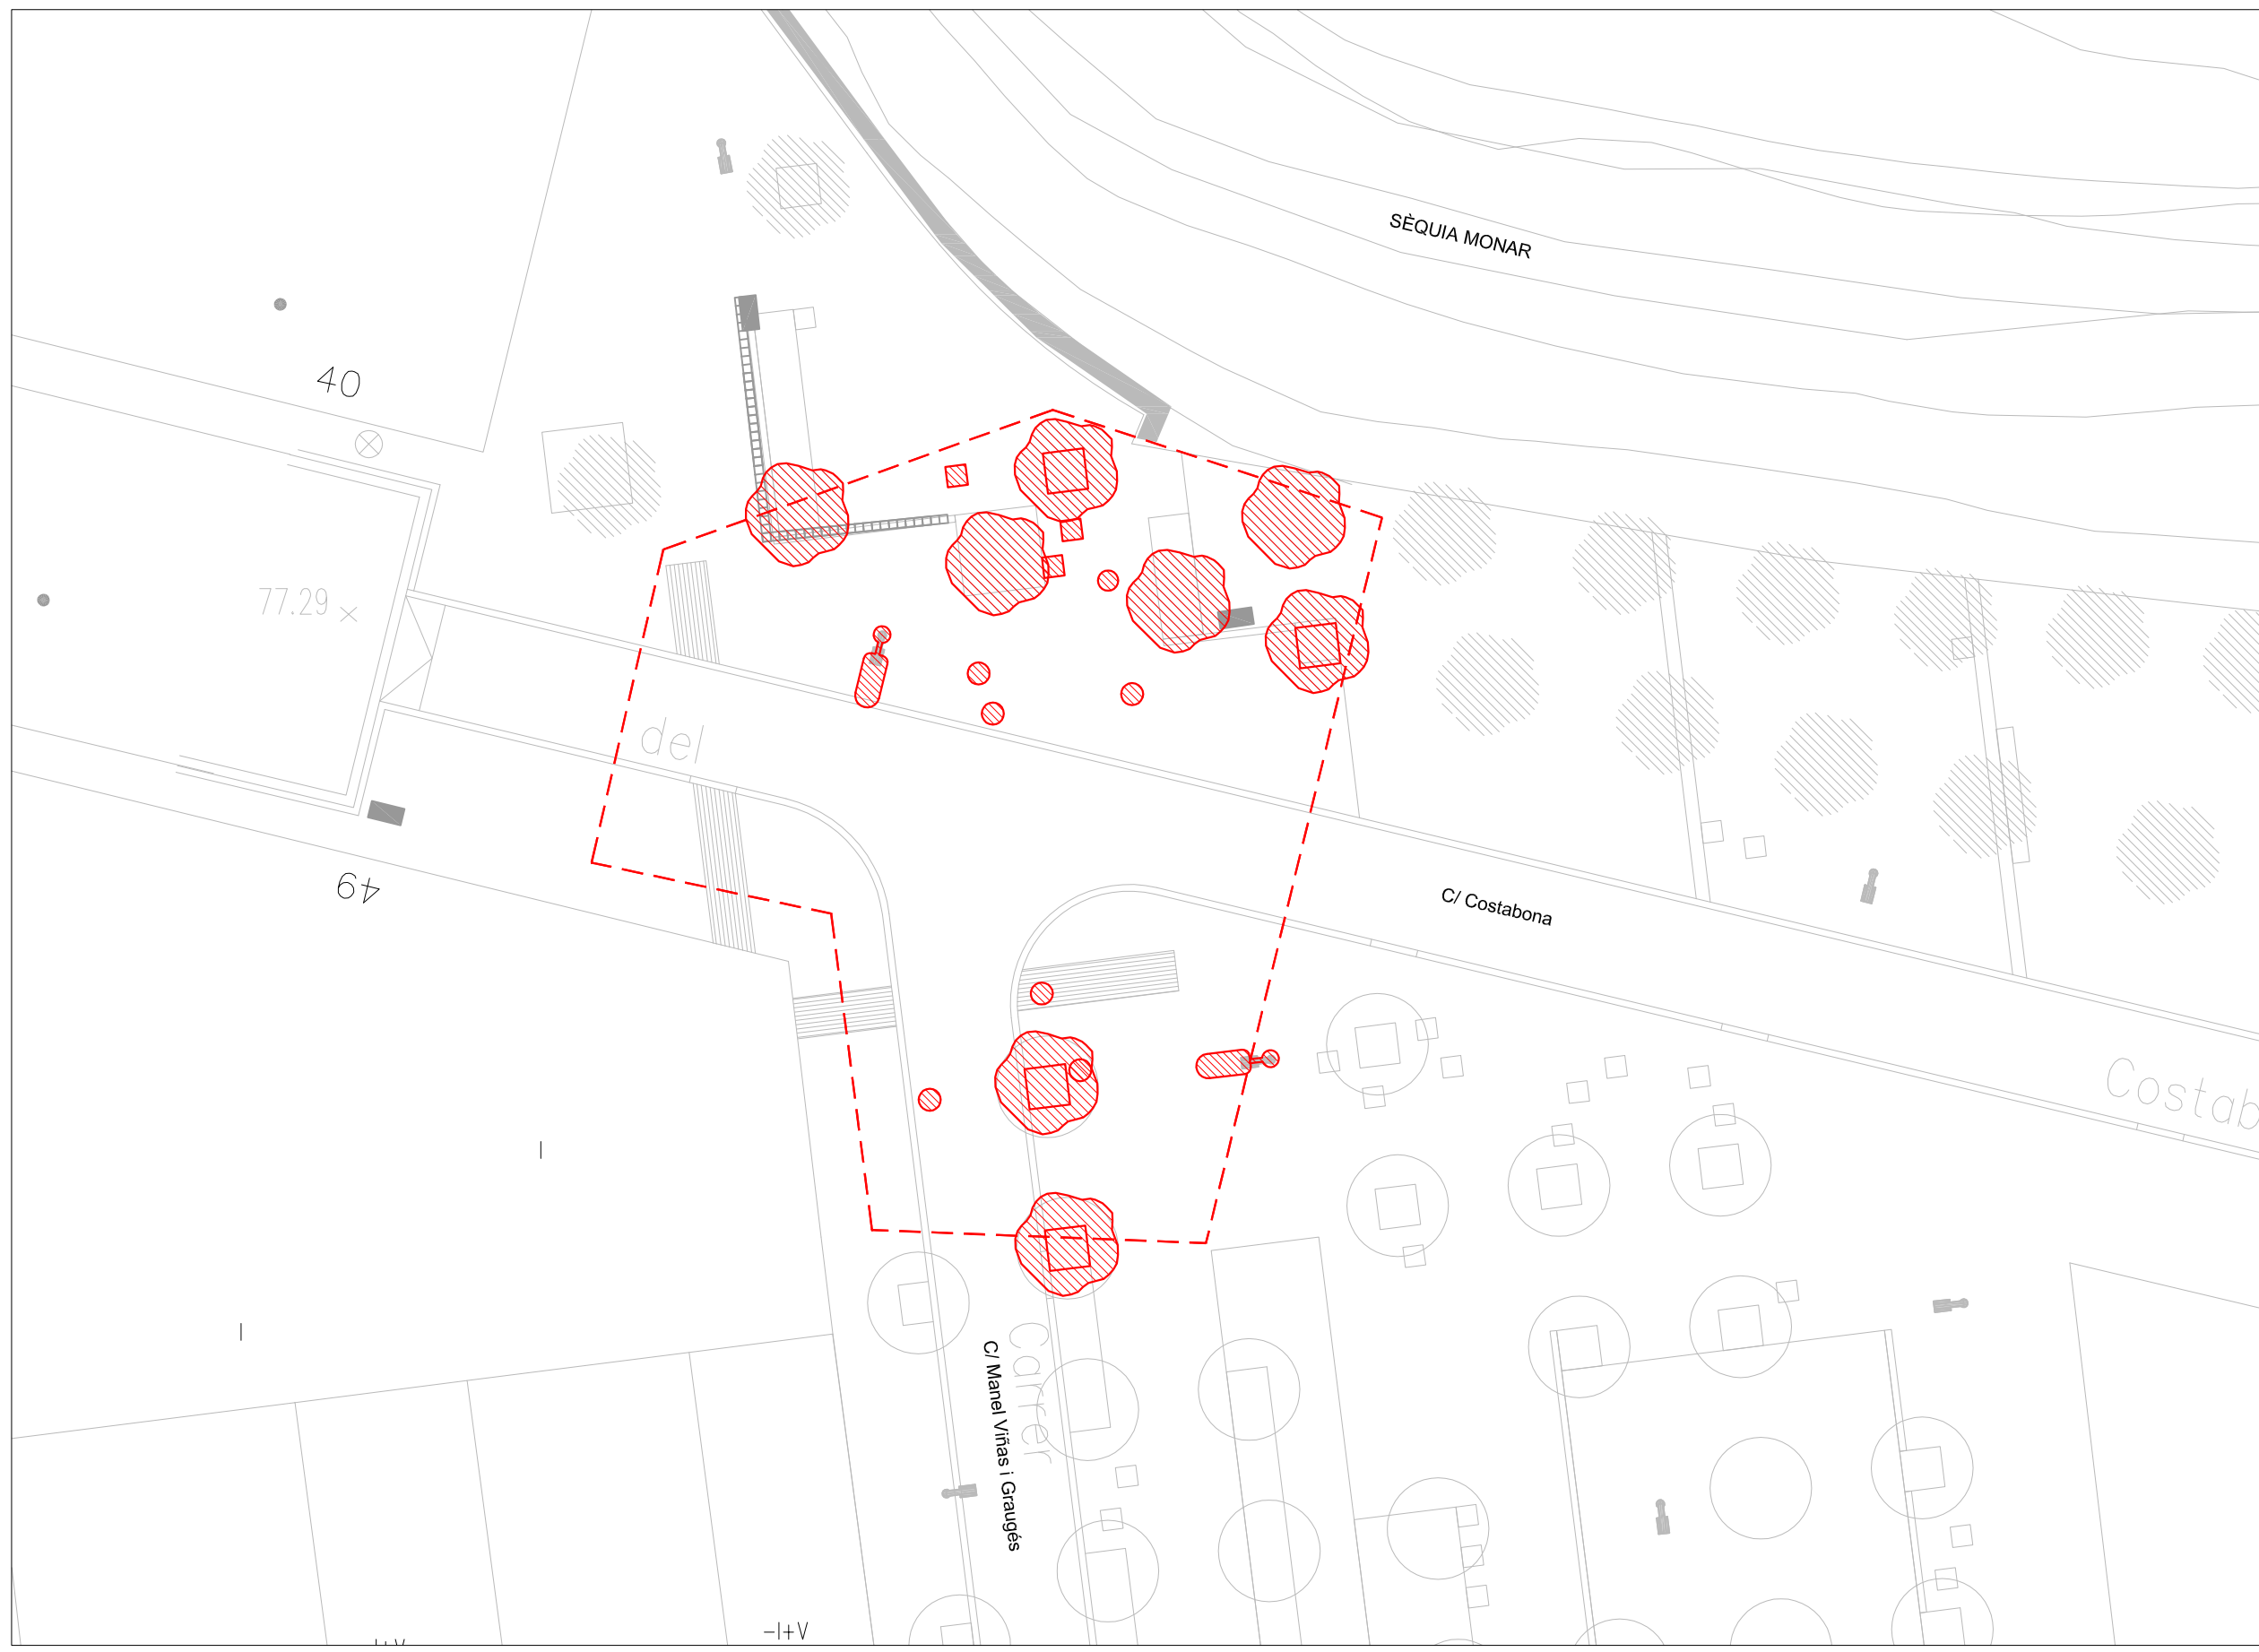 SÈQUIA MONAR
40
77.29
del
49
C/ Costabona
Costab
C/ Manel Viñas i Graugés
Carrer
I
I
-I+V